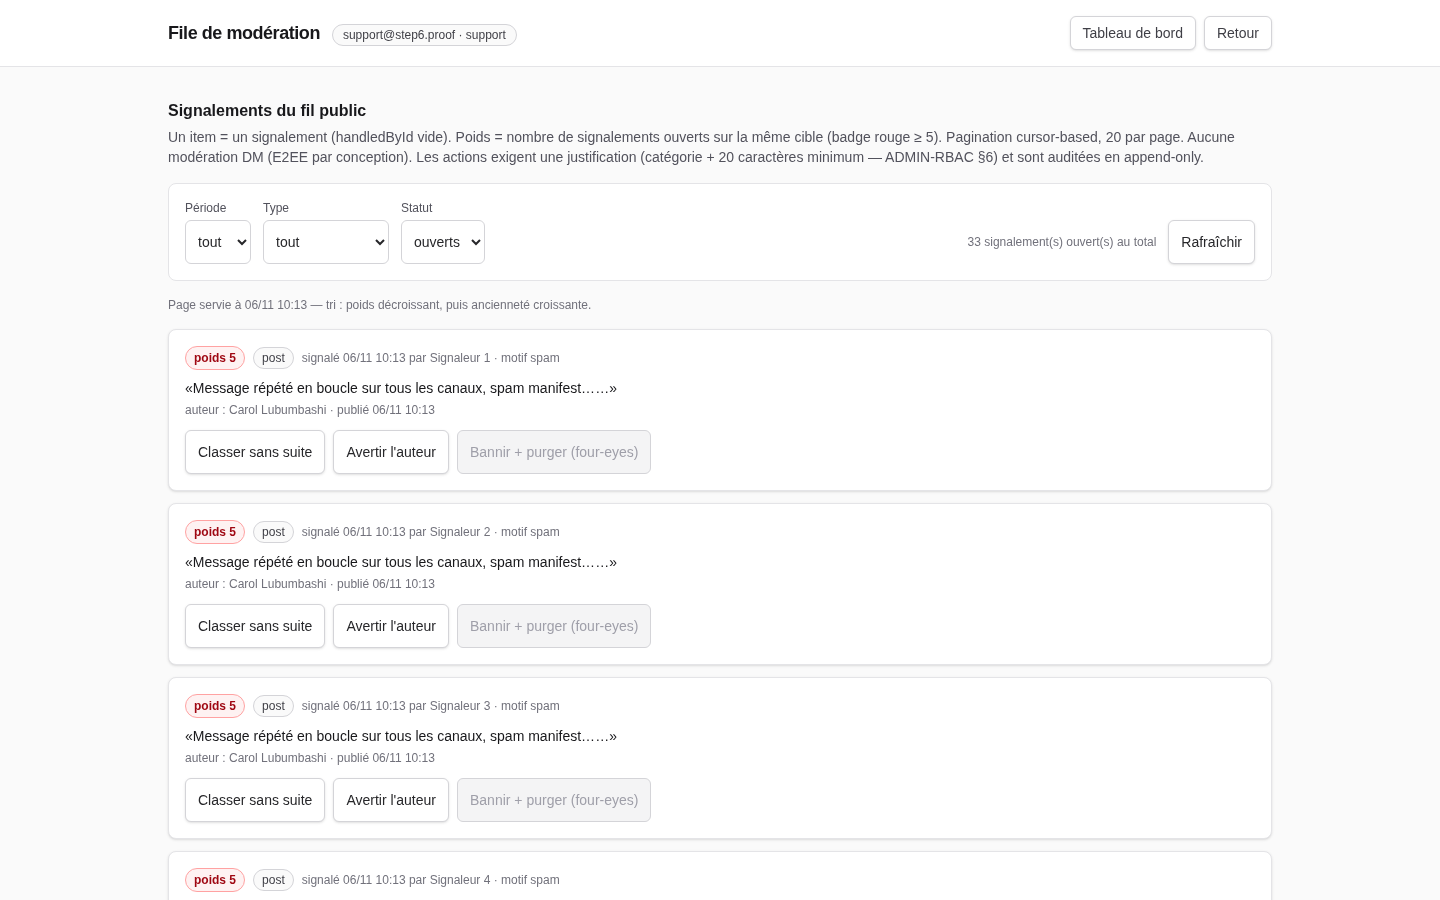 File de modération
support@step6.proof · support
Tableau de bord
Retour
Signalements du fil public
Un item = un signalement (handledById vide). Poids = nombre de signalements ouverts sur la même cible (badge rouge ≥ 5). Pagination cursor-based, 20 par page. Aucune
modération DM (E2EE par conception). Les actions exigent une justification (catégorie + 20 caractères minimum — ADMIN-RBAC §6) et sont auditées en append-only.
Période
Type
Statut
tout
tout
ouverts
33 signalement(s) ouvert(s) au total
Rafraîchir
Page servie à 06/11 10:13 — tri : poids décroissant, puis ancienneté croissante.
poids 5
post
signalé 06/11 10:13 par Signaleur 1 · motif spam
«Message répété en boucle sur tous les canaux, spam manifest……»
auteur : Carol Lubumbashi · publié 06/11 10:13
Classer sans suite
Avertir l'auteur
Bannir + purger (four-eyes)
poids 5
post
signalé 06/11 10:13 par Signaleur 2 · motif spam
«Message répété en boucle sur tous les canaux, spam manifest……»
auteur : Carol Lubumbashi · publié 06/11 10:13
Classer sans suite
Avertir l'auteur
Bannir + purger (four-eyes)
poids 5
post
signalé 06/11 10:13 par Signaleur 3 · motif spam
«Message répété en boucle sur tous les canaux, spam manifest……»
auteur : Carol Lubumbashi · publié 06/11 10:13
Classer sans suite
Avertir l'auteur
Bannir + purger (four-eyes)
poids 5
post
signalé 06/11 10:13 par Signaleur 4 · motif spam